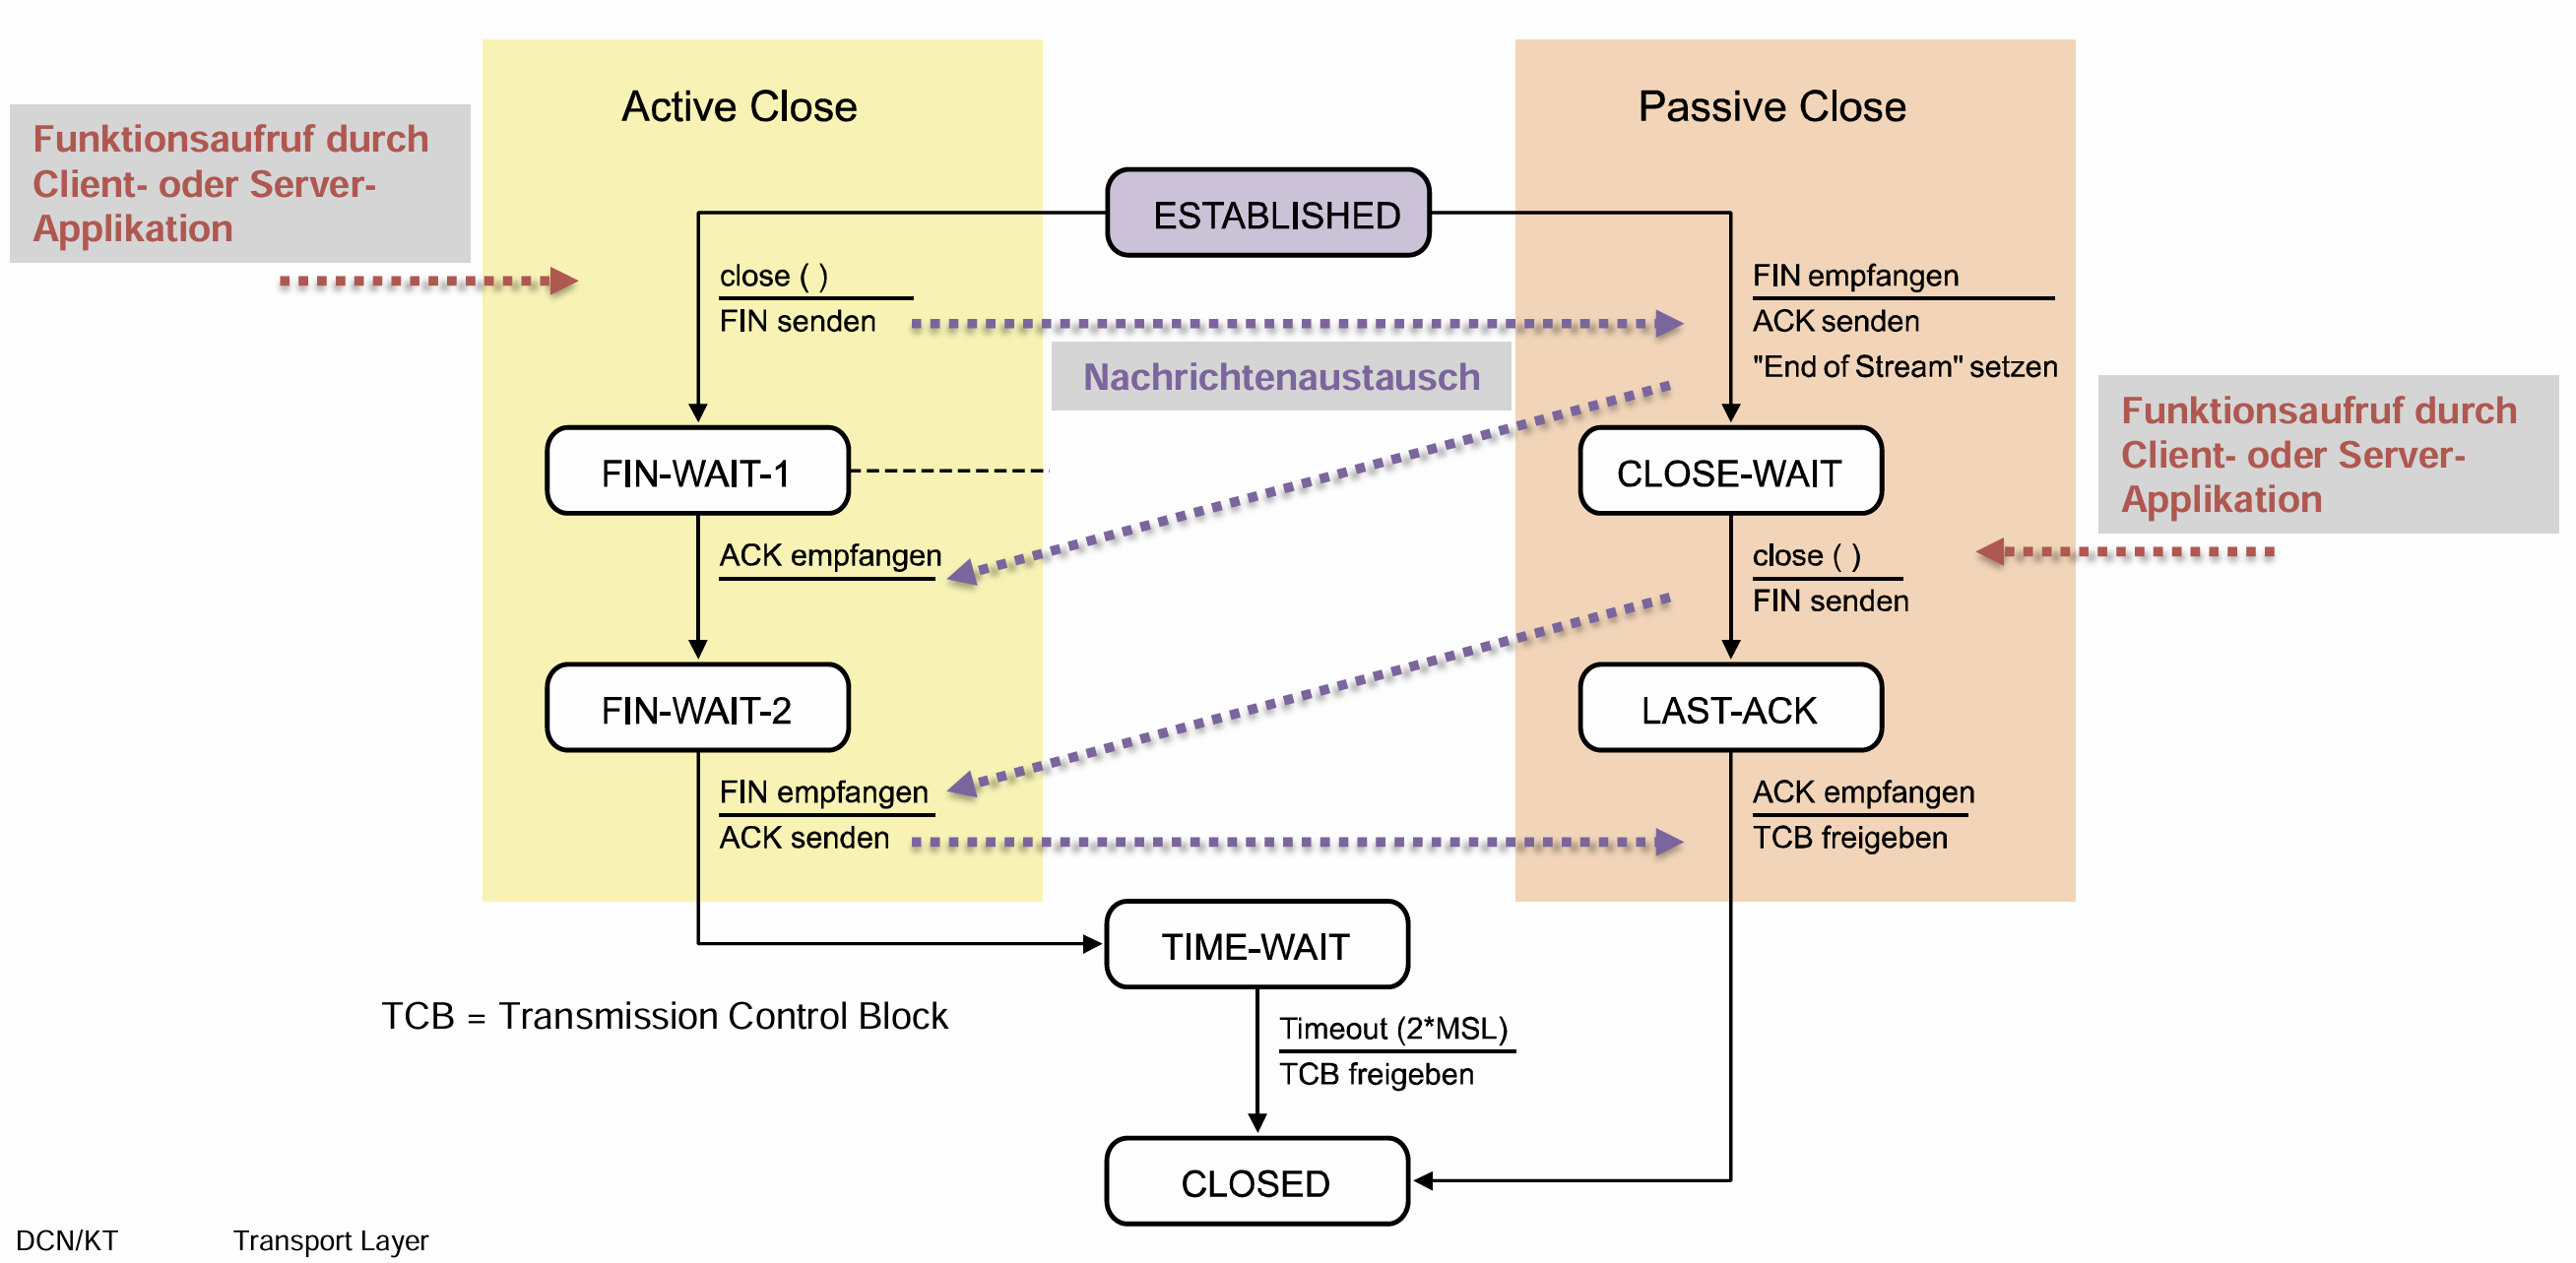 Active Close
Passive Close
Funktionsaufruf durch
Client- oder Server-
Applikation
ESTABLISHED
close ( )
FIN senden
FIN empfangen
ACK senden
"End of Stream" setzen
Nachrichtenaustausch
Funktionsaufruf durch
Client- oder Server-
Applikation
FIN-WAIT-1
CLOSE-WAIT
ACK empfangen
close ( )
FIN senden
FIN-WAIT-2
LAST-ACK
FIN empfangen
ACK senden
ACK empfangen
TCB freigeben
TIME-WAIT
TCB = Transmission Control Block
Timeout (2*MSL)
TCB freigeben
CLOSED
DCN/KT
Transport Layer